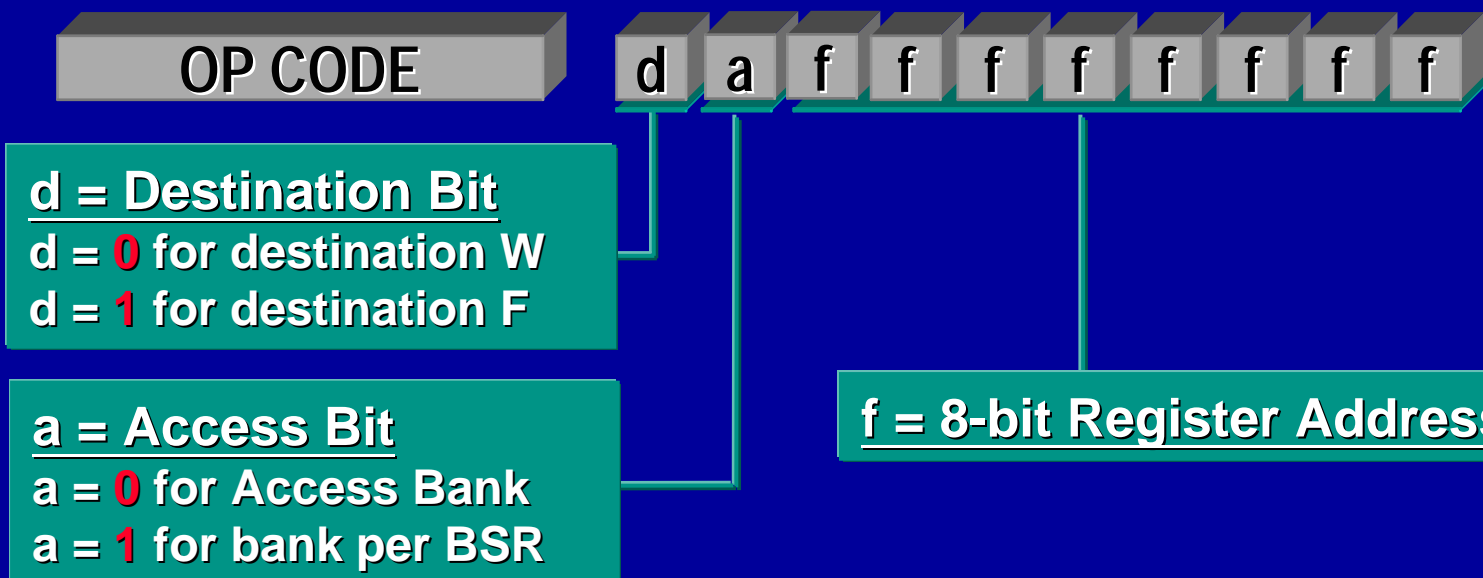 OP CODE d a f f f f f f f f
d = Destination Bit
d = 0 for destination W
d = 1 for destination F
a = Access Bit
a = 0 for Access Bank
a = 1 for bank per BSR
f = 8-bit Register Address